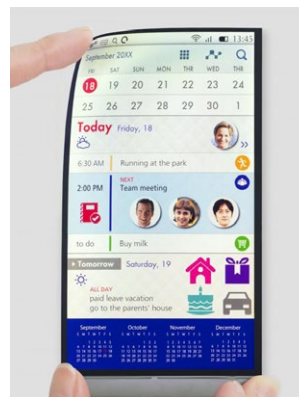 13:45
September 20XX
FRI SAT SUN MON THR WED THR
18 19 20 21 22 23 24
25 26 27 28 29 30 1
Today Friday, 18
»
6:30 AM Running at the park
NEXT
2:00 PM Team meeting
to do Buy milk
Tomorrow Saturday, 19
ALL DAY
paid leave vacation
go to the parents' house
September October November December